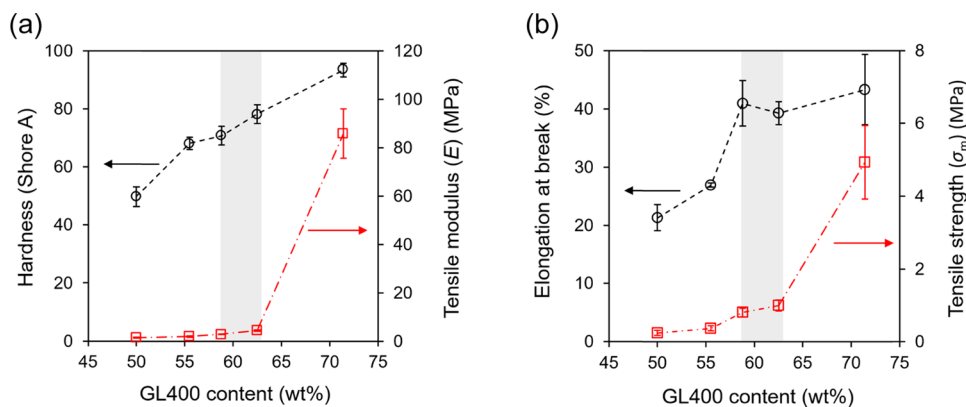 (a)
Hardness (Shore A)
100
80
60
40
20
0
120
100
80
60
40
20
0
Tensile modulus (E) (MPa)
45 50 55 60 65 70 75
GL400 content (wt%)
(b)
Elongation at break (%)
50
40
30
20
10
0
8
6
4
2
0
Tensile strength (σm) (MPa)
45 50 55 60 65 70 75
GL400 content (wt%)